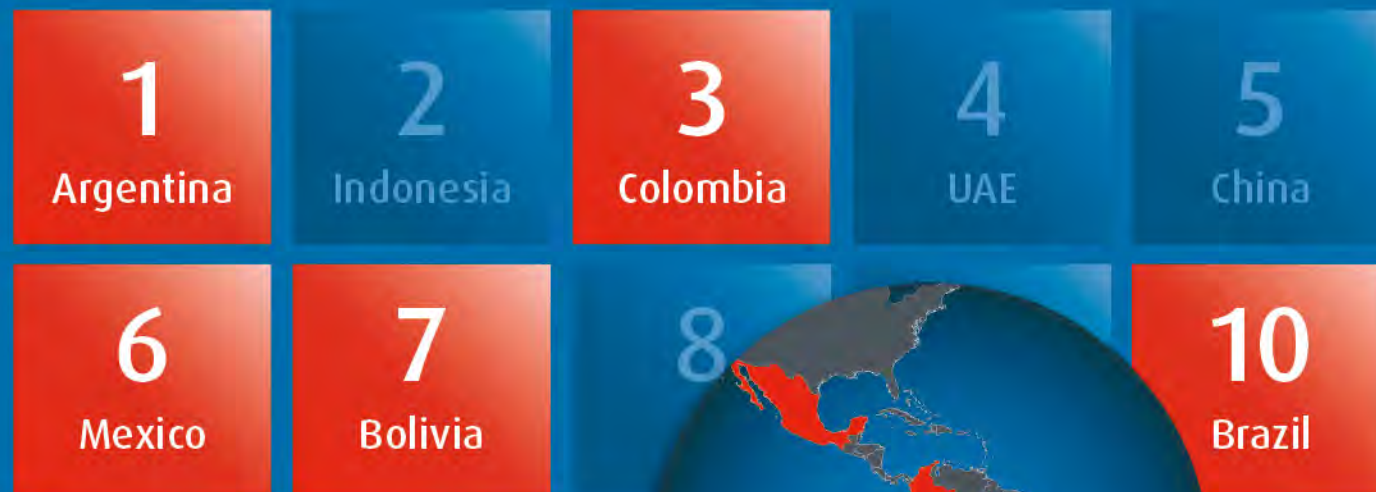 1
Argentina
2
Indonesia
3
Colombia
4
UAE
5
China
6
Mexico
7
Bolivia
8
10
Brazil